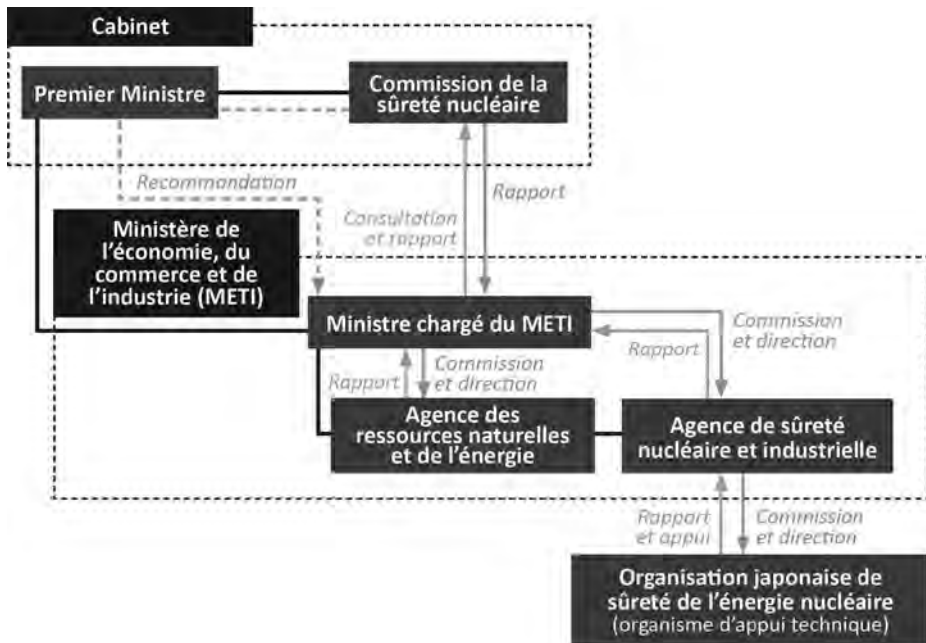 Cabinet
Premier Ministre
Commission de la
sûreté nucléaire
Recommandation
Consultation
et rapport
Rapport
Ministère de
l'économie, du
commerce et de
l'industrie (METI)
Ministre chargé du METI
Commission
et direction
Rapport
Rapport
Commission
et direction
Agence des
ressources naturelles
et de l'énergie
Agence de sûreté
nucléaire et industrielle
Rapport
et appui
Commission
et direction
Organisation japonaise de
sûreté de l'énergie nucléaire
(organisme d'appui technique)